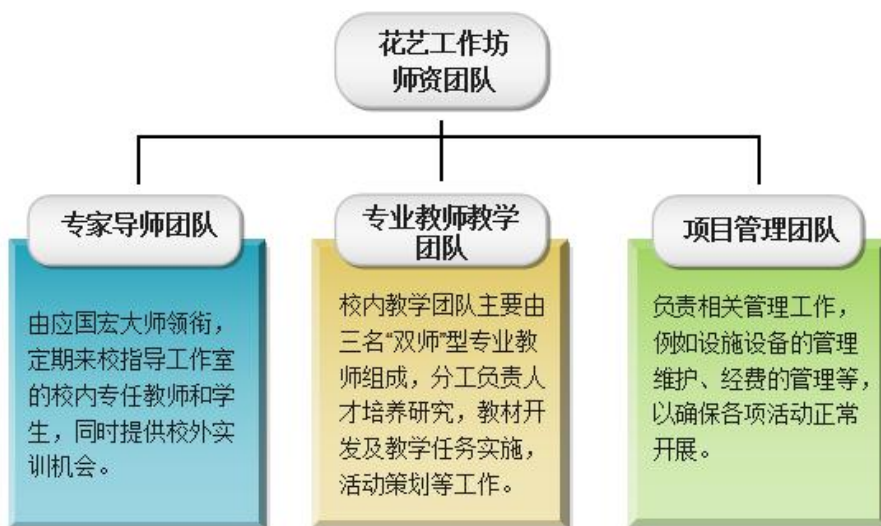 花艺工作坊
师资团队
专家导师团队
由应国宏大师领衔，
定期来校指导工作室
的校内专任教师和学
生，同时提供校外实
训机会。
专业教师教学
团队
校内教学团队主要由
三名“双师”型专业教
师组成，分工负责人
才培养研究，教材开
发及教学任务实施，
活动策划等工作。
项目管理团队
负责相关管理工作，
例如设施设备的管理
维护、经费的管理等，
以确保各项活动正常
开展。